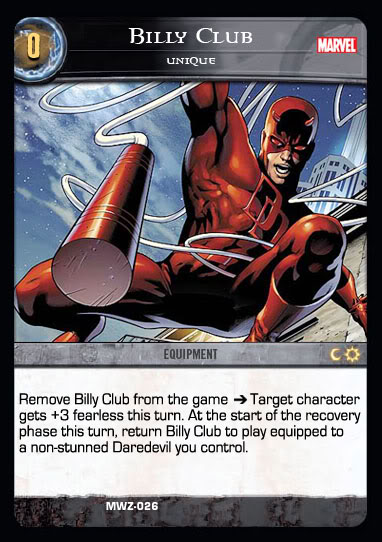 0
Billy Club
MARVEL
UNIQUE
EQUIPMENT
Remove Billy Club from the game ➔ Target character
gets +3 fearless this turn. At the start of the recovery
phase this turn, return Billy Club to play equipped to
a non-stunned Daredevil you control.
MWZ-026